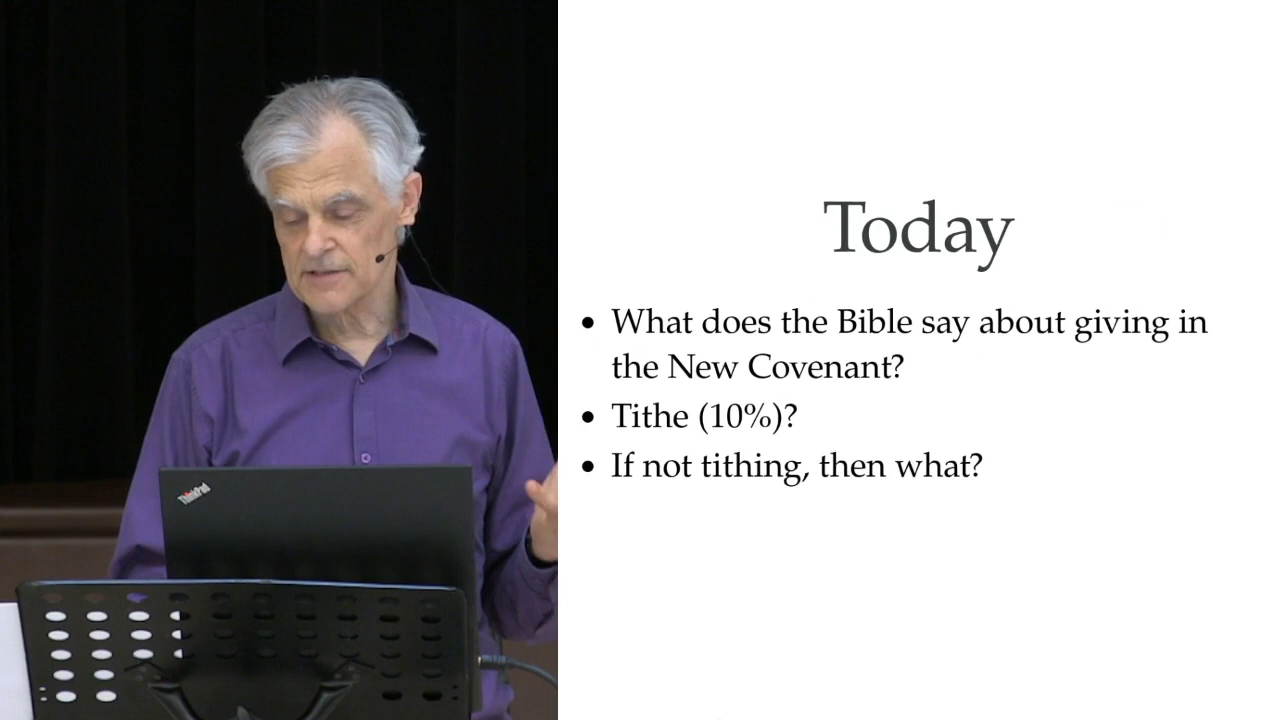 Today
• What does the Bible say about giving in
the New Covenant?
• Tithe (10%)?
• If not tithing, then what?
ThinkPad